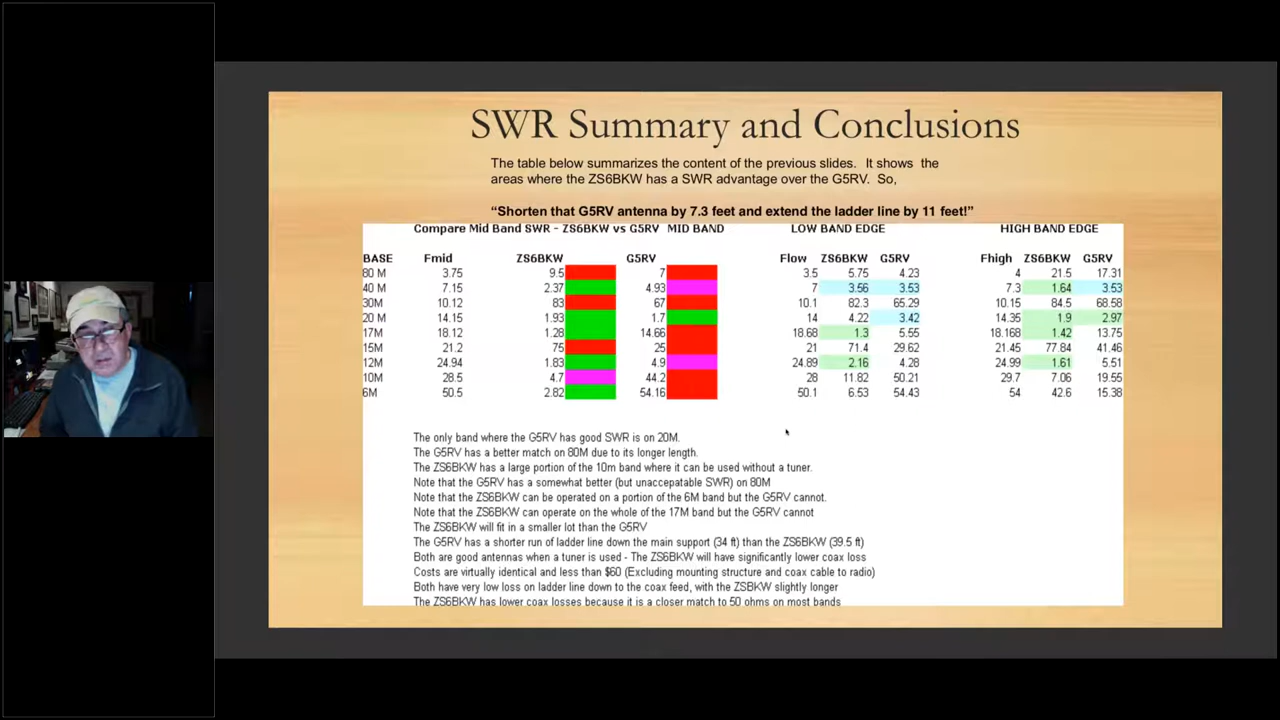 SWR Summary and Conclusions
The table below summarizes the content of the previous slides. It shows the
areas where the ZS6BKW has a SWR advantage over the G5RV. So,
“Shorten that G5RV antenna by 7.3 feet and extend the ladder line by 11 feet!”
Compare Mid Band SWR - ZS6BKW vs G5RV MID BAND LOW BAND EDGE HIGH BAND EDGE
BASE Fmid ZS6BKW G5RV Flow ZS6BKW G5RV Fhigh ZS6BKW G5RV
80 M 3.75 9.5 7 3.5 5.75 4.23 4 21.5 17.31
40 M 7.15 2.37 4.93 7 3.56 3.53 7.3 1.64 3.53
30M 10.12 83 67 10.1 82.3 65.29 10.15 84.5 68.58
20 M 14.15 1.93 1.7 14 4.22 3.42 14.35 1.9 2.97
17M 18.12 1.28 14.66 18.68 1.3 5.55 18.168 1.42 13.75
15M 21.2 75 25 21 71.4 29.62 21.45 77.84 41.46
12M 24.94 1.83 4.9 24.89 2.16 4.28 24.99 1.61 5.51
10M 28.5 4.7 44.2 28 11.82 50.21 29.7 7.06 19.55
6M 50.5 2.82 54.16 50.1 6.53 54.43 54 42.6 15.38
The only band where the G5RV has good SWR is on 20M.
The G5RV has a better match on 80M due to its longer length.
The ZS6BKW has a large portion of the 10m band where it can be used without a tuner.
Note that the G5RV has a somewhat better (but unaccepatable SWR) on 80M
Note that the ZS6BKW can be operated on a portion of the 6M band but the G5RV cannot.
Note that the ZS6BKW can operate on the whole of the 17M band but the G5RV cannot
The ZS6BKW will fit in a smaller lot than the G5RV
The G5RV has a shorter run of ladder line down the main support (34 ft) than the ZS6BKW (39.5 ft)
Both are good antennas when a tuner is used - The ZS6BKW will have significantly lower coax loss
Costs are virtually identical and less than $60 (Excluding mounting structure and coax cable to radio)
Both have very low loss on ladder line down to the coax feed, with the ZSBKW slightly longer
The ZS6BKW has lower coax losses because it is a closer match to 50 ohms on most bands